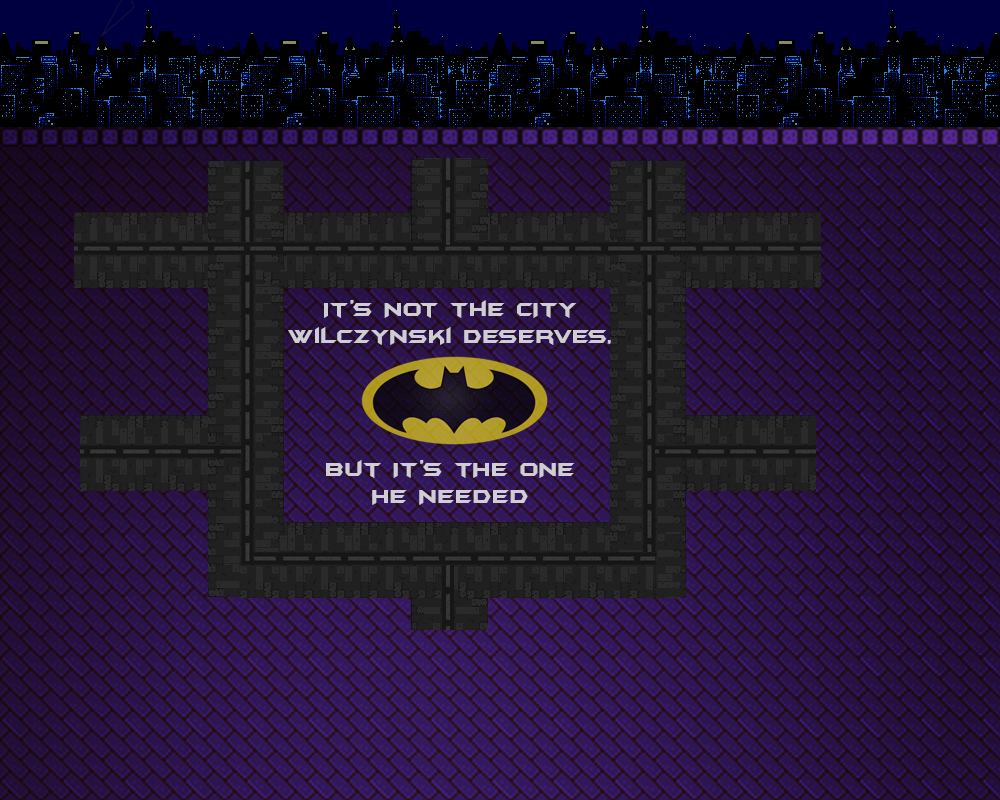 IT'S NOT THE CITY
WILCZYNSKI DESERVES,
BUT IT'S THE ONE
HE NEEDED